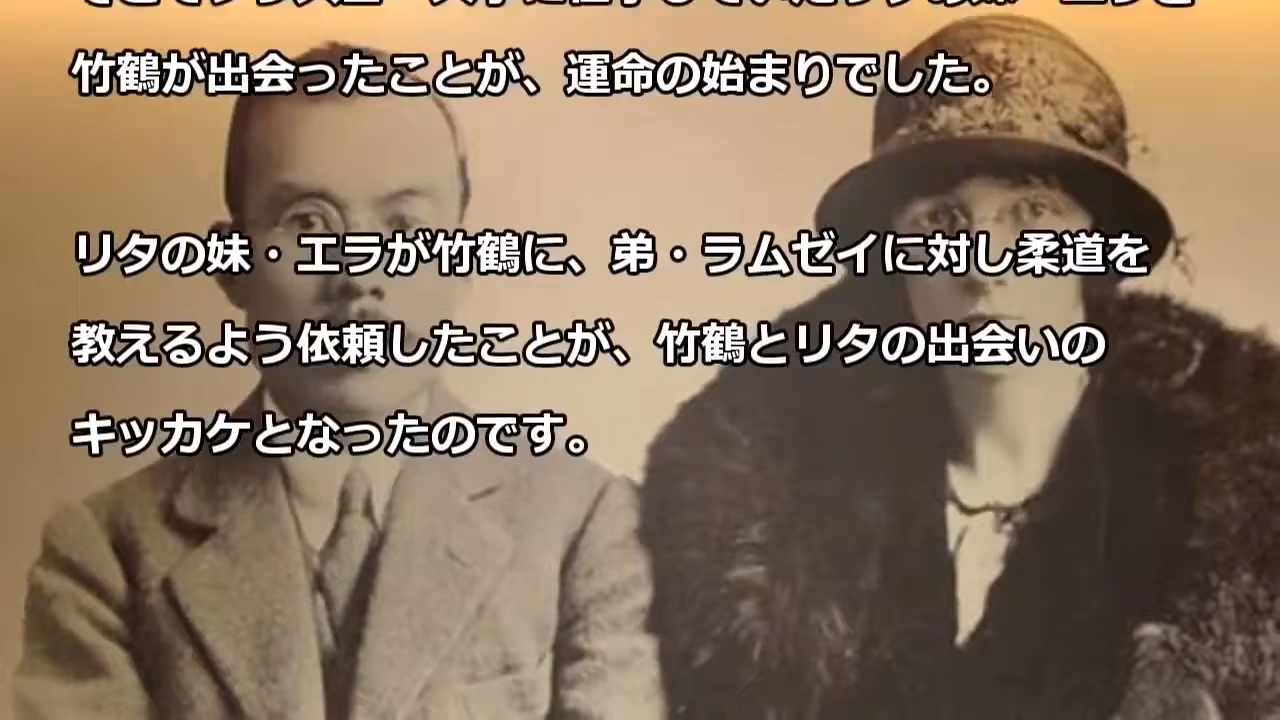 竹鶴が出会ったことが、運命の始まりでした。
リタの妹・エラが竹鶴に、弟・ラムゼイに対し柔道を
教えるよう依頼したことが、竹鶴とリタの出会いの
キッカケとなったのです。